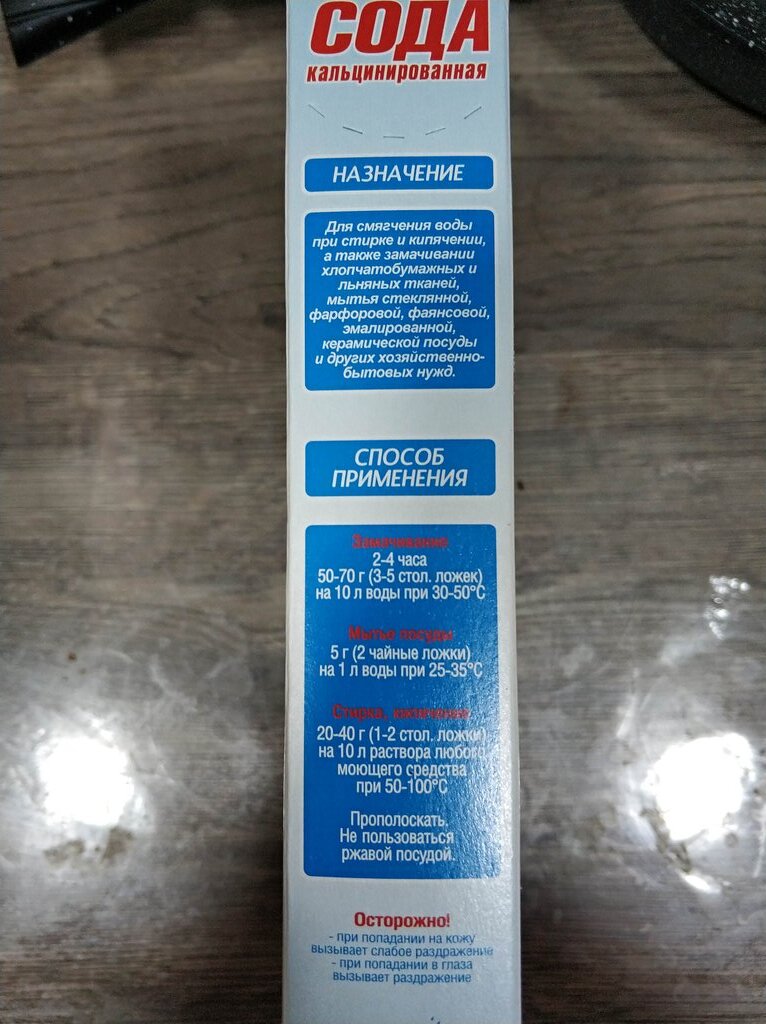 СОДА
кальцинированная
НАЗНАЧЕНИЕ
Для смягчения воды
при стирке и кипячении,
а также замачивании
хлопчатобумажных и
льняных тканей,
мытья стеклянной,
фарфоровой, фаянсовой,
эмалированной,
керамической посуды
и других хозяйственно-
бытовых нужд.
СПОСОБ
ПРИМЕНЕНИЯ
Замачивание
2-4 часа
50-70 г (3-5 стол. ложек)
на 10 л воды при 30-50°С
Мытье посуды
5 г (2 чайные ложки)
на 1 л воды при 25-35°С
Стирка, кипячение
20-40 г (1-2 стол. ложки)
на 10 л раствора любого
моющего средства
при 50-100°С
Прополоскать.
Не пользоваться
ржавой посудой.
Осторожно!
- при попадании на кожу
вызывает слабое раздражение
- при попадании в глаза
вызывает раздражение